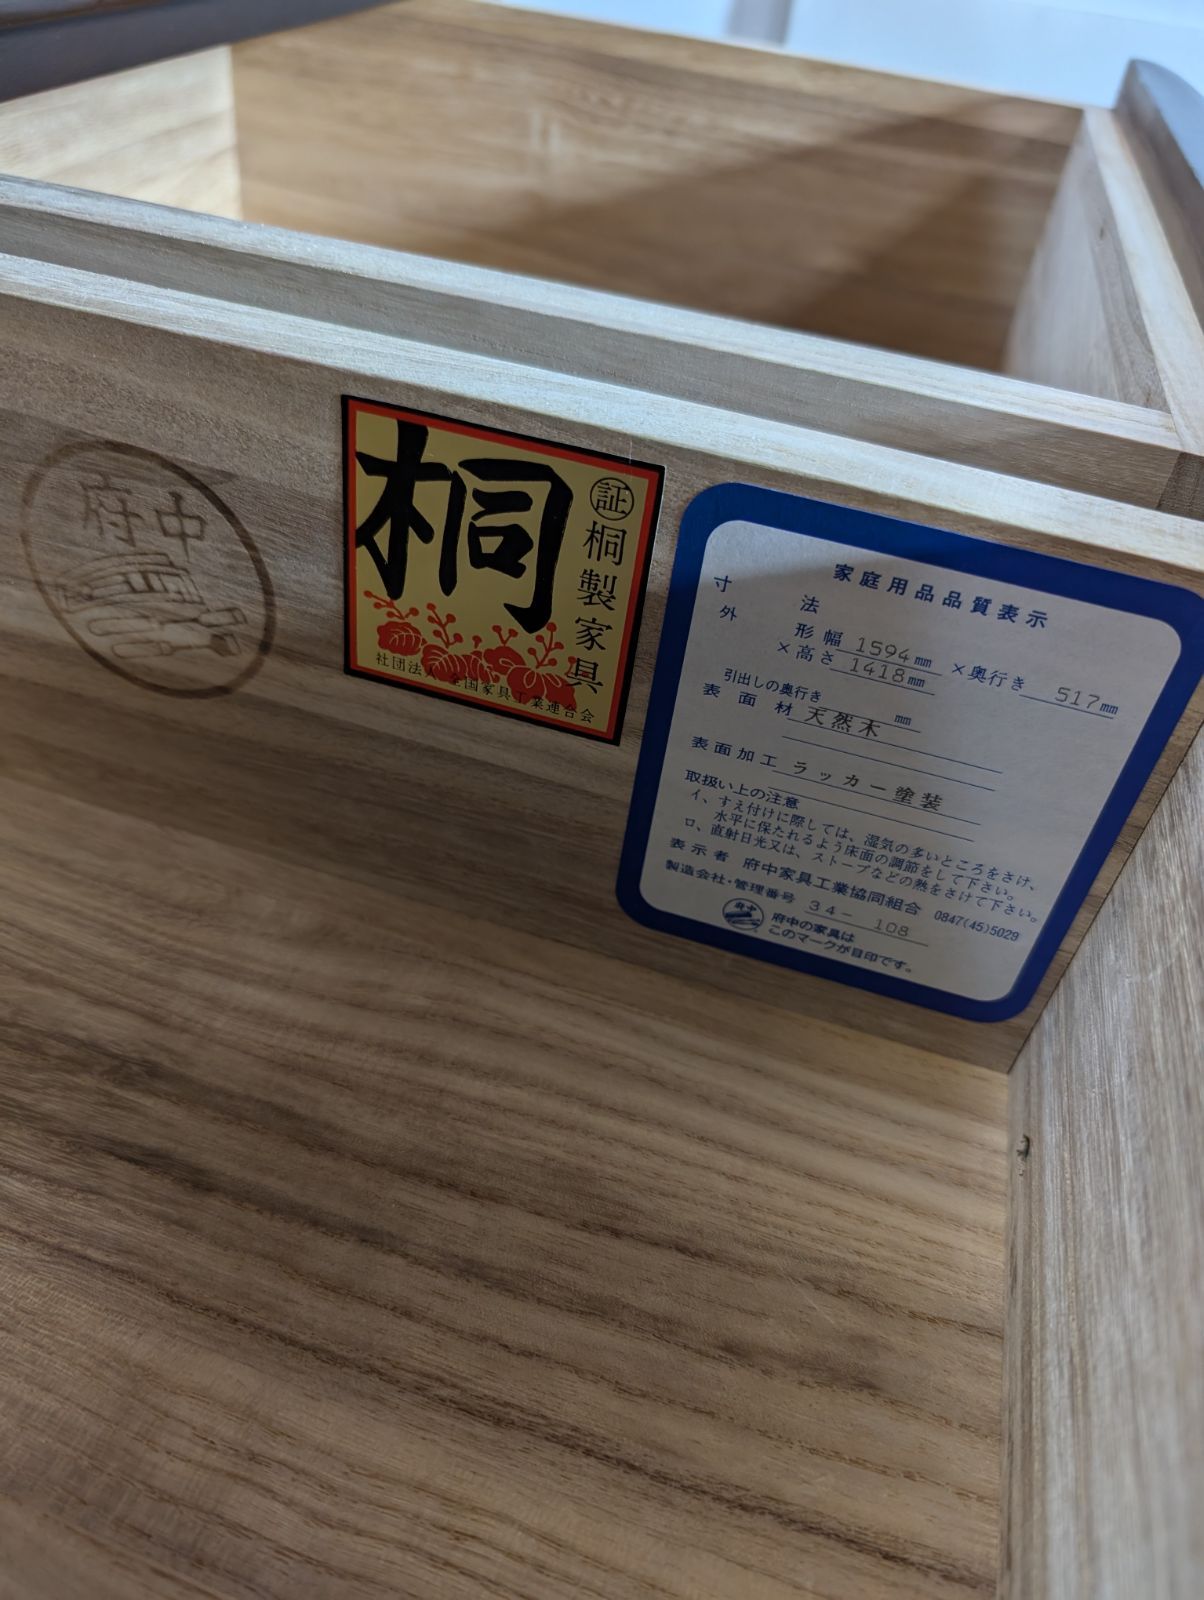 府中
桐
証
桐製家具
社団法人 全国家具工業連合会
家庭用品品質表示
寸法
外形 幅 1594mm ×奥行き 517mm
×高さ 1418mm
引出しの奥行き mm
表面材 天然木
表面加工 ラッカー塗装
取扱い上の注意
イ、すえ付けに際しては、湿気の多いところをさけ、
水平に保たれるよう床面の調節をして下さい。
ロ、直射日光又は、ストーブなどの熱をさけて下さい。
表示者 府中家具工業協同組合 0847(45)5029
製造会社・管理番号 34- 108
府中
府中の家具は
このマークが目印です。